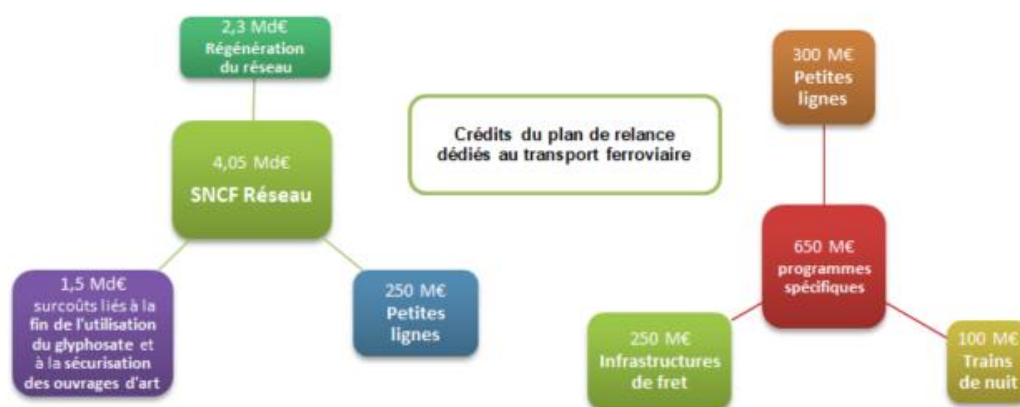 2,3 Md€
Régénération
du réseau
4,05 Md€
SNCF Réseau
1,5 Md€
surcoûts liés à la
fin de l'utilisation
du glyphosate et
à la sécurisation
des ouvrages d'art
250 M€
Petites
lignes
Crédits du plan de relance
dédiés au transport ferroviaire
300 M€
Petites
lignes
650 M€
programmes
spécifiques
250 M€
Infrastructures
de fret
100 M€
Trains
de nuit